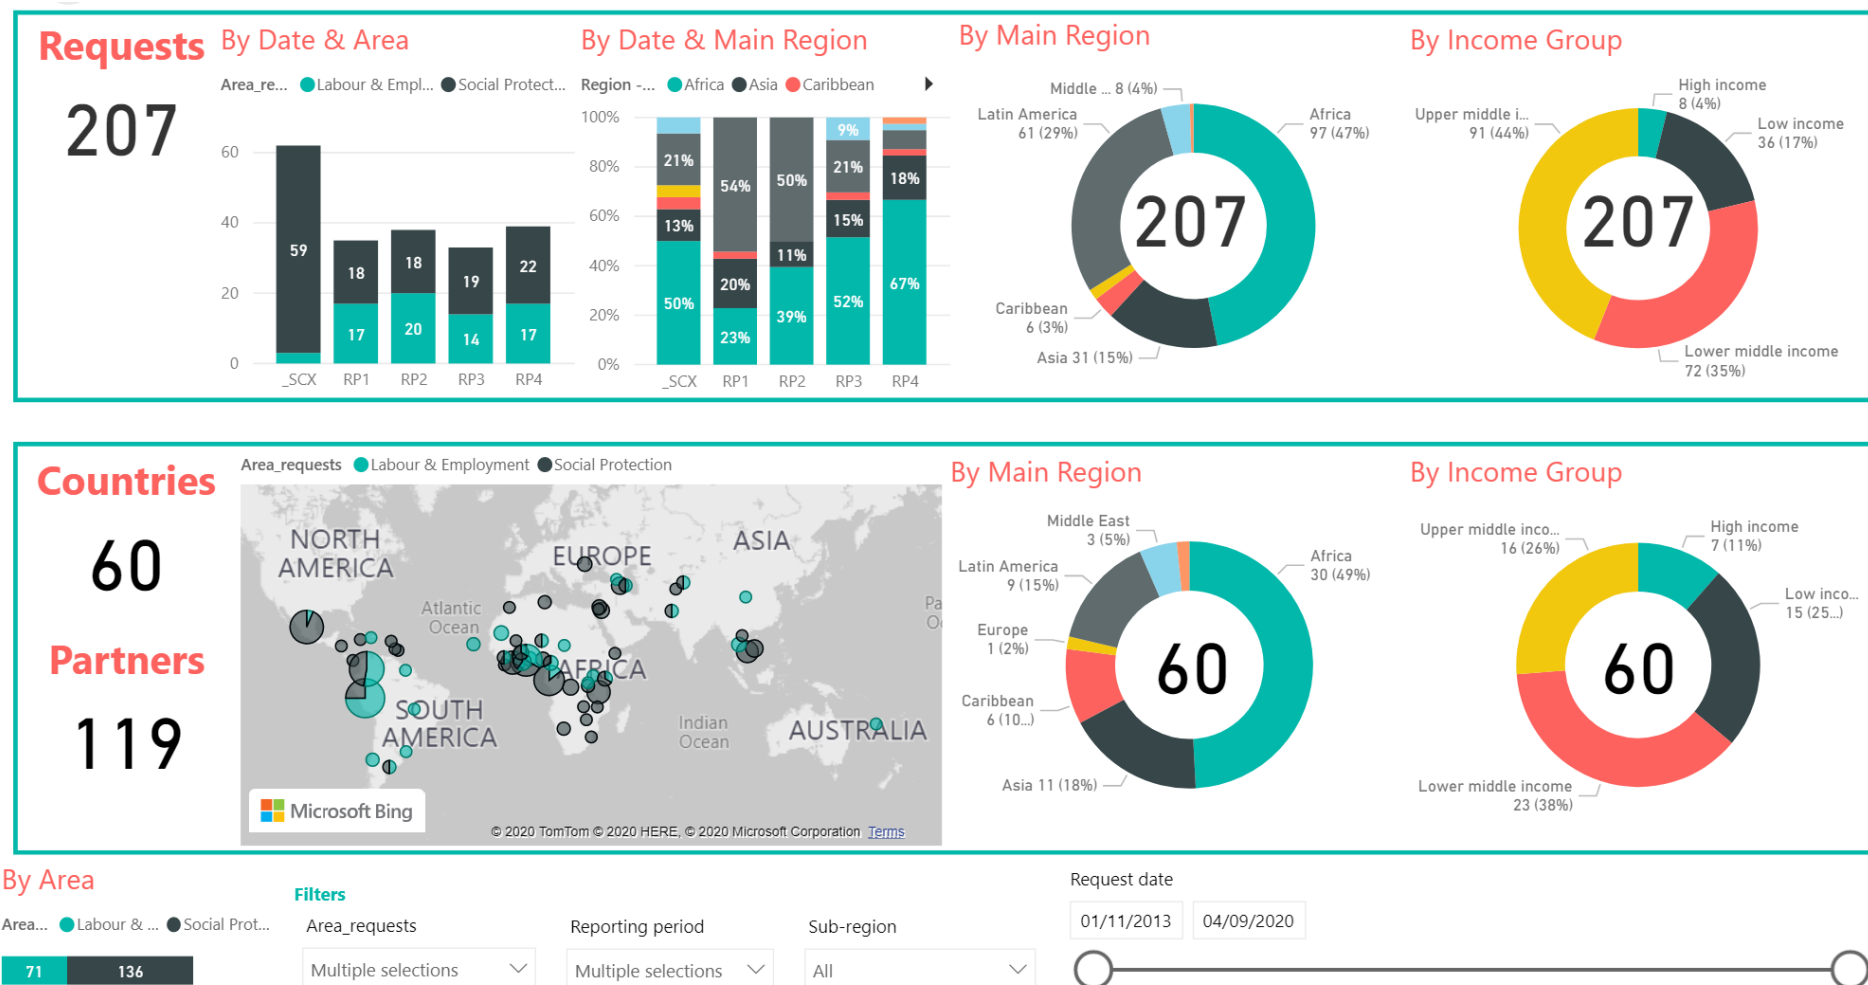 Requests
207
By Date & Area
Area_re... Labour & Empl... Social Protect...
60
40
20
0
59
18
17
18
20
19
14
22
17
_SCX RP1 RP2 RP3 RP4
By Date & Main Region
Region -... Africa Asia Caribbean
100%
80%
60%
40%
20%
0%
21%
13%
50%
54%
20%
23%
50%
11%
39%
9%
21%
15%
52%
18%
67%
_SCX RP1 RP2 RP3 RP4
By Main Region
Middle ... 8 (4%)
Latin America
61 (29%)
Africa
97 (47%)
207
Caribbean
6 (3%)
Asia 31 (15%)
By Income Group
High income
8 (4%)
Upper middle i...
91 (44%)
Low income
36 (17%)
207
Lower middle income
72 (35%)
Countries
60
Partners
119
Area_requests Labour & Employment Social Protection
NORTH
AMERICA
EUROPE
ASIA
Atlantic
Ocean
Pa
O
AFRICA
SOUTH
AMERICA
Indian
Ocean
AUSTRALIA
Microsoft Bing
© 2020 TomTom © 2020 HERE, © 2020 Microsoft Corporation Terms
By Main Region
Middle East
3 (5%)
Latin America
9 (15%)
Africa
30 (49%)
Europe
1 (2%)
60
Caribbean
6 (10...)
Asia 11 (18%)
By Income Group
Upper middle inco...
16 (26%)
High income
7 (11%)
Low inco...
15 (25...)
60
Lower middle income
23 (38%)
By Area
Area... Labour & ... Social Prot...
71 136
Filters
Area_requests
Multiple selections
Reporting period
Multiple selections
Sub-region
All
Request date
01/11/2013 04/09/2020